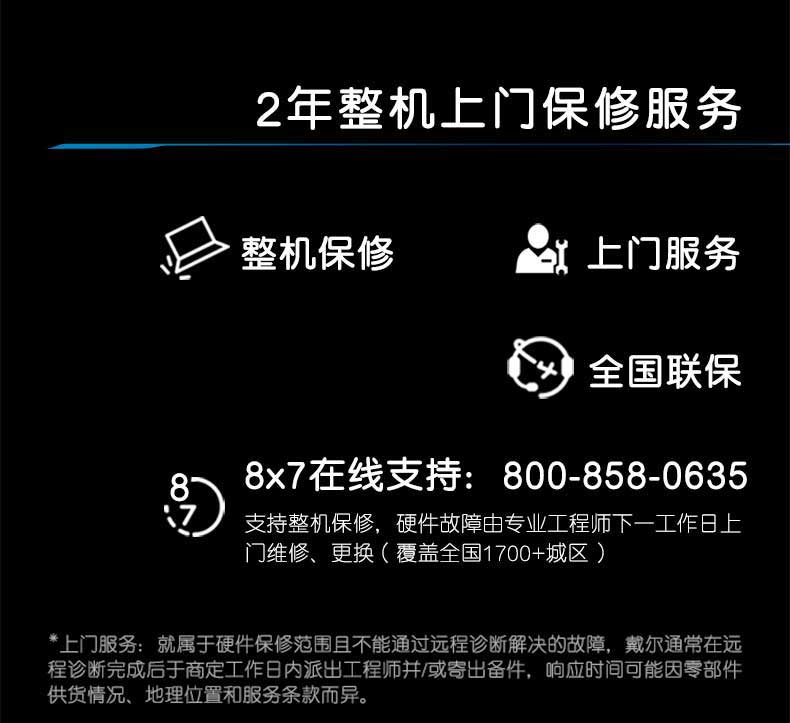 2年整机上门保修服务
整机保修
上门服务
全国联保
8
7
8x7在线支持：800-858-0635
支持整机保修，硬件故障由专业工程师下一工作日上
门维修、更换（覆盖全国1700+城区）
*上门服务：就属于硬件保修范围且不能通过远程诊断解决的故障，戴尔通常在远
程诊断完成后于商定工作日内派出工程师并/或寄出备件，响应时间可能因零部件
供货情况、地理位置和服务条款而异。